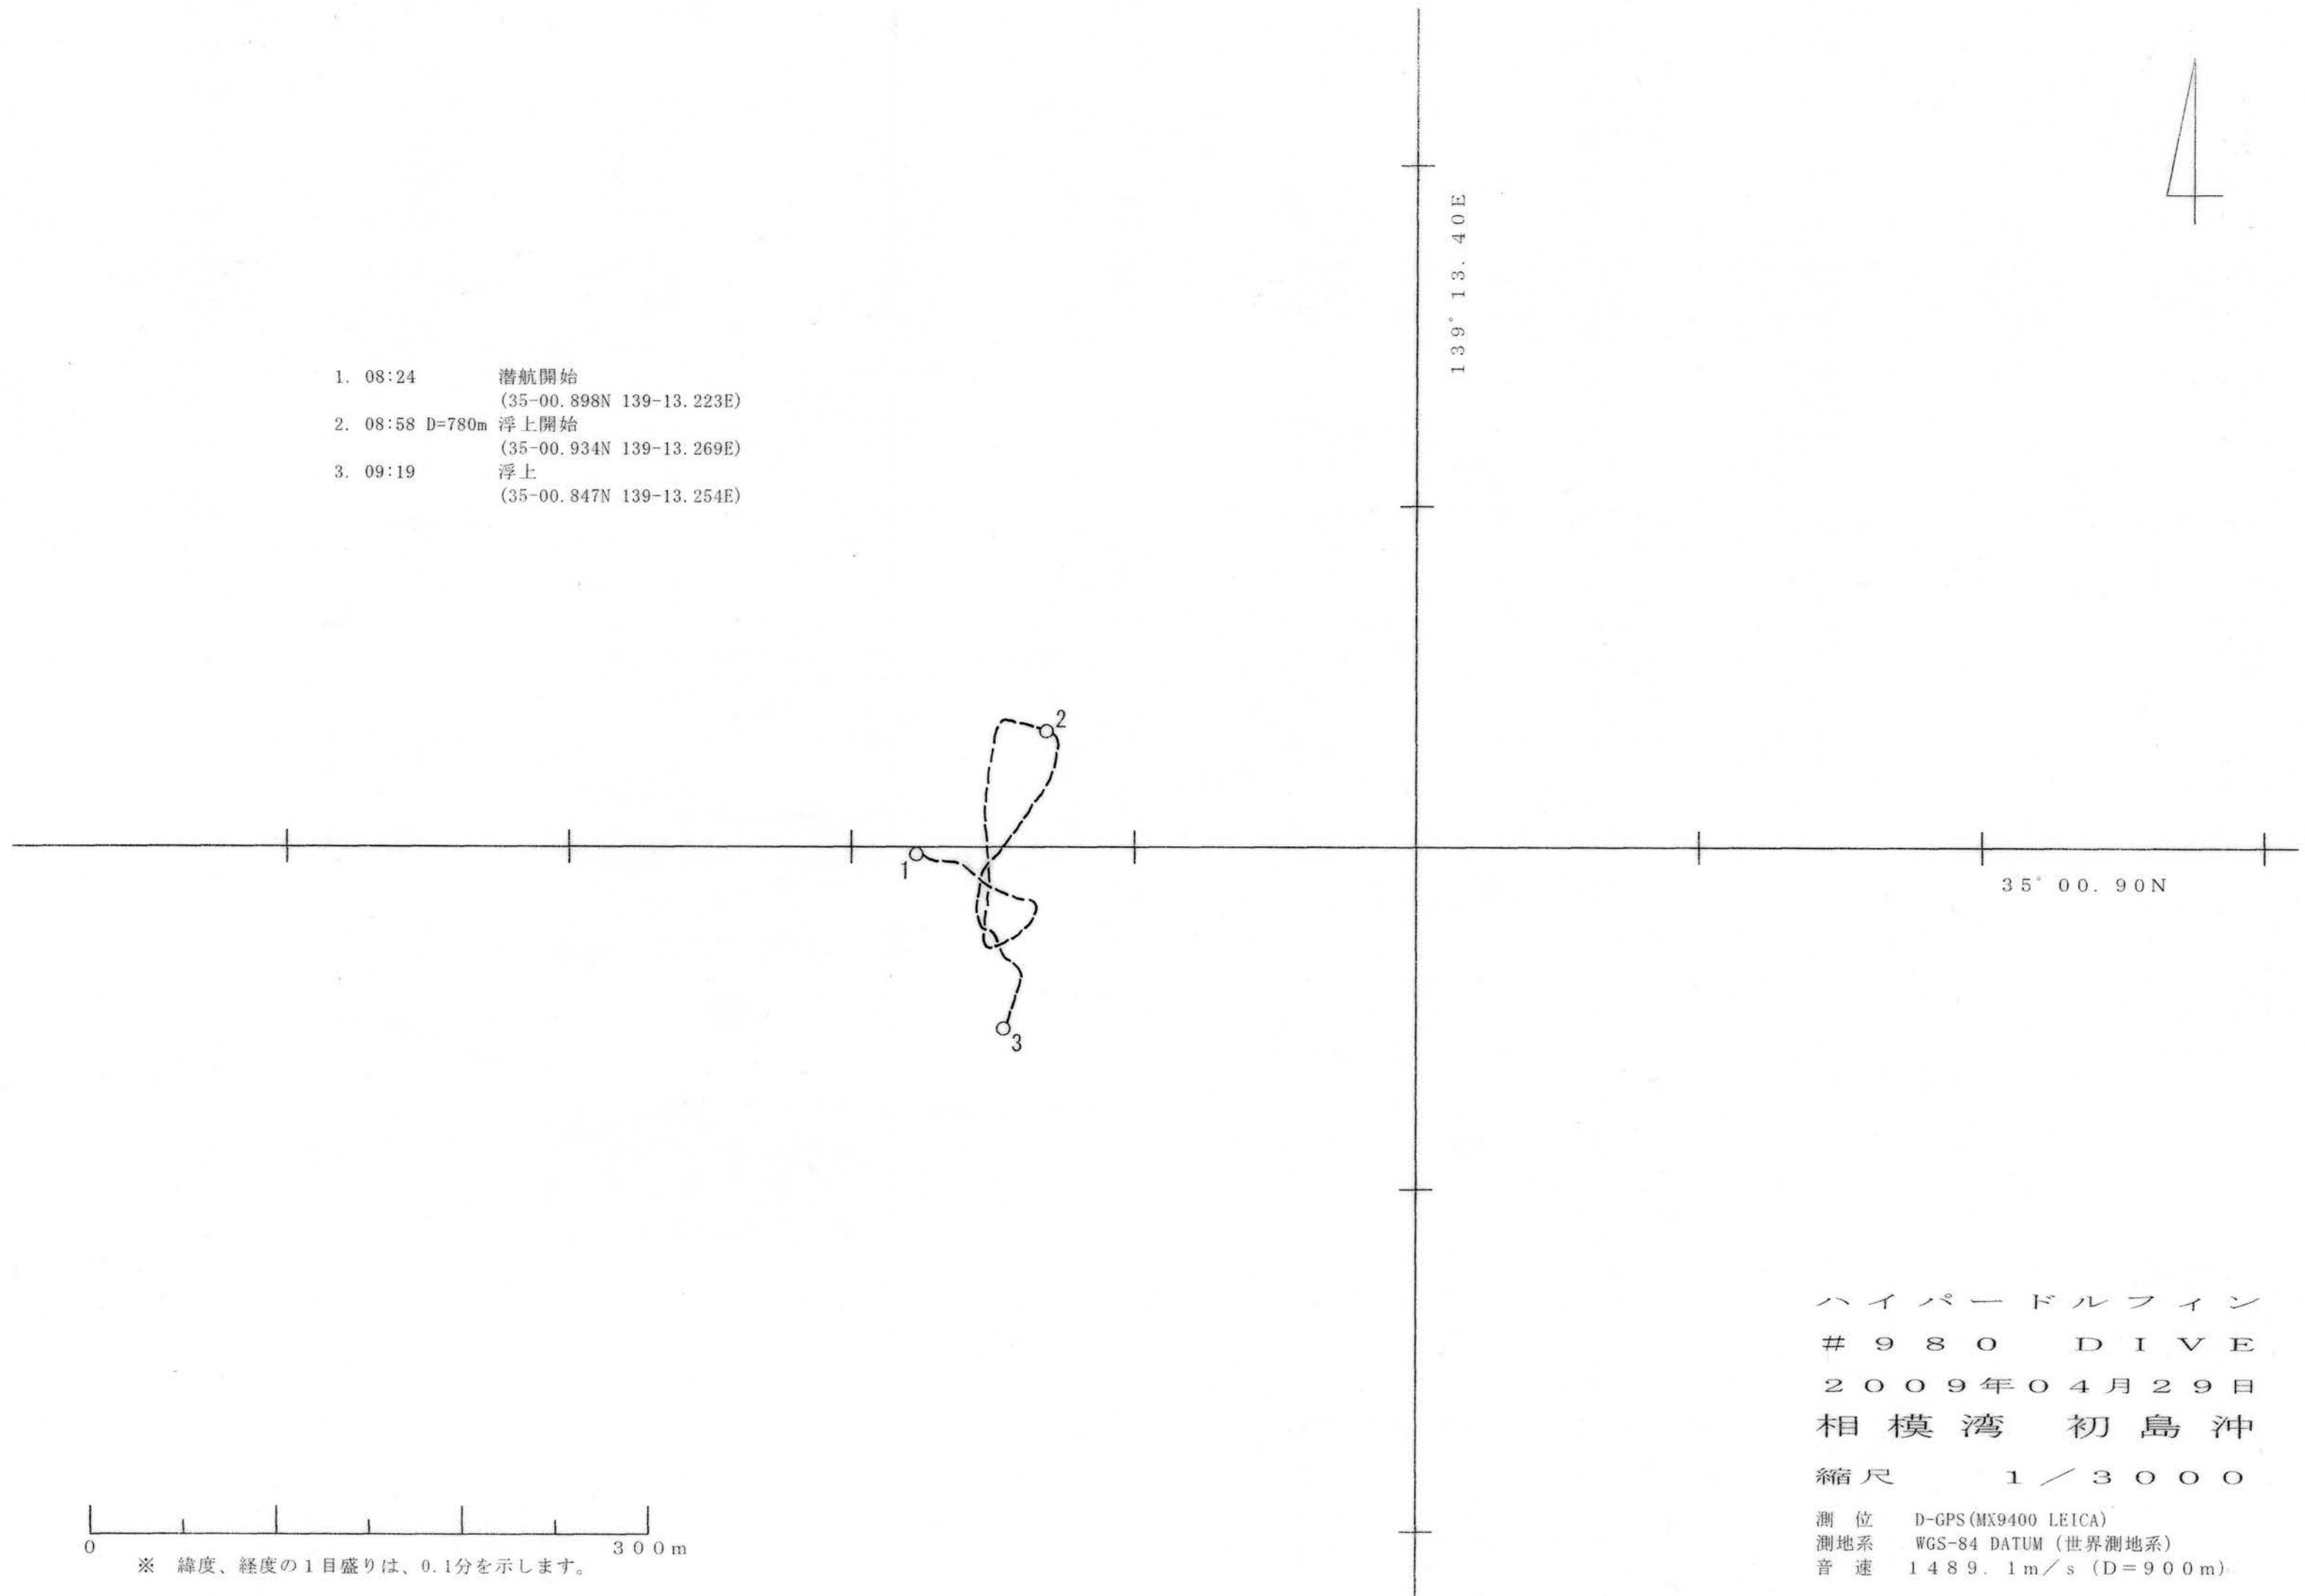 139°13.40E
1. 08:24 潜航開始
(35-00.898N 139-13.223E)
2. 08:58 D=780m 浮上開始
(35-00.934N 139-13.269E)
3. 09:19 浮上
(35-00.847N 139-13.254E)
2
1
35°00.90N
3
ハイパードルフィン
#980 DIVE
2009年04月29日
相模湾 初島沖
縮尺 1/3000
測位 D-GPS(MX9400 LEICA)
測地系 WGS-84 DATUM (世界測地系)
音速 1489.1m/s (D=900m)
0 300m
※ 緯度、経度の1目盛りは、0.1分を示します。